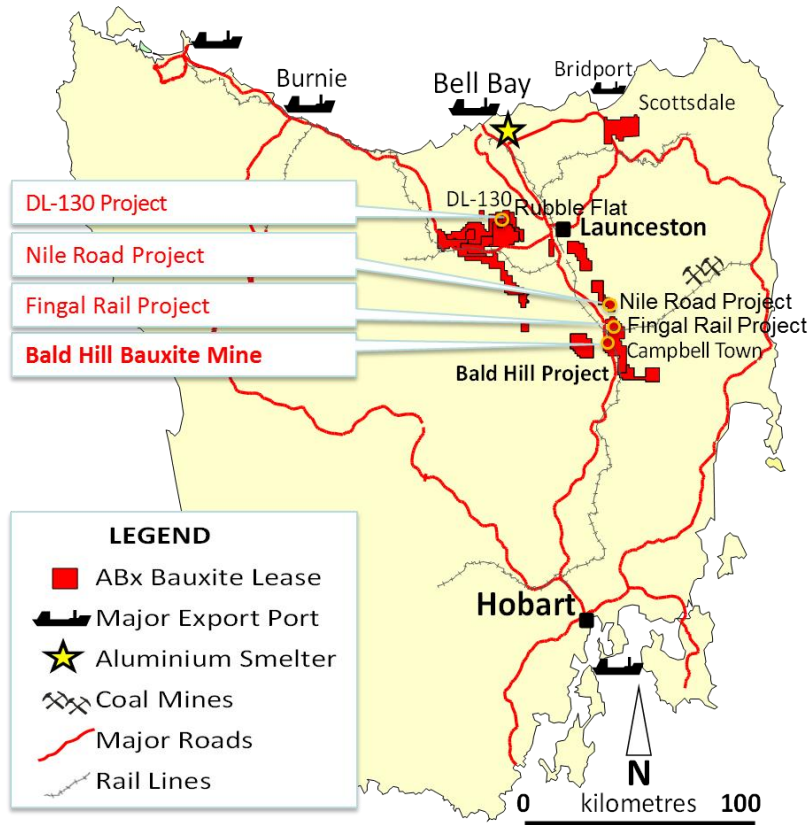 Burnie
Bell Bay
Bridport
Scottsdale
DL-130 Project
DL-130
Rubble Flat
Launceston
Nile Road Project
Nile Road Project
Fingal Rail Project
Fingal Rail Project
Bald Hill Bauxite Mine
Campbell Town
Bald Hill Project
LEGEND
ABx Bauxite Lease
Major Export Port
Aluminium Smelter
Coal Mines
Major Roads
Rail Lines
Hobart
N
0 kilometres 100